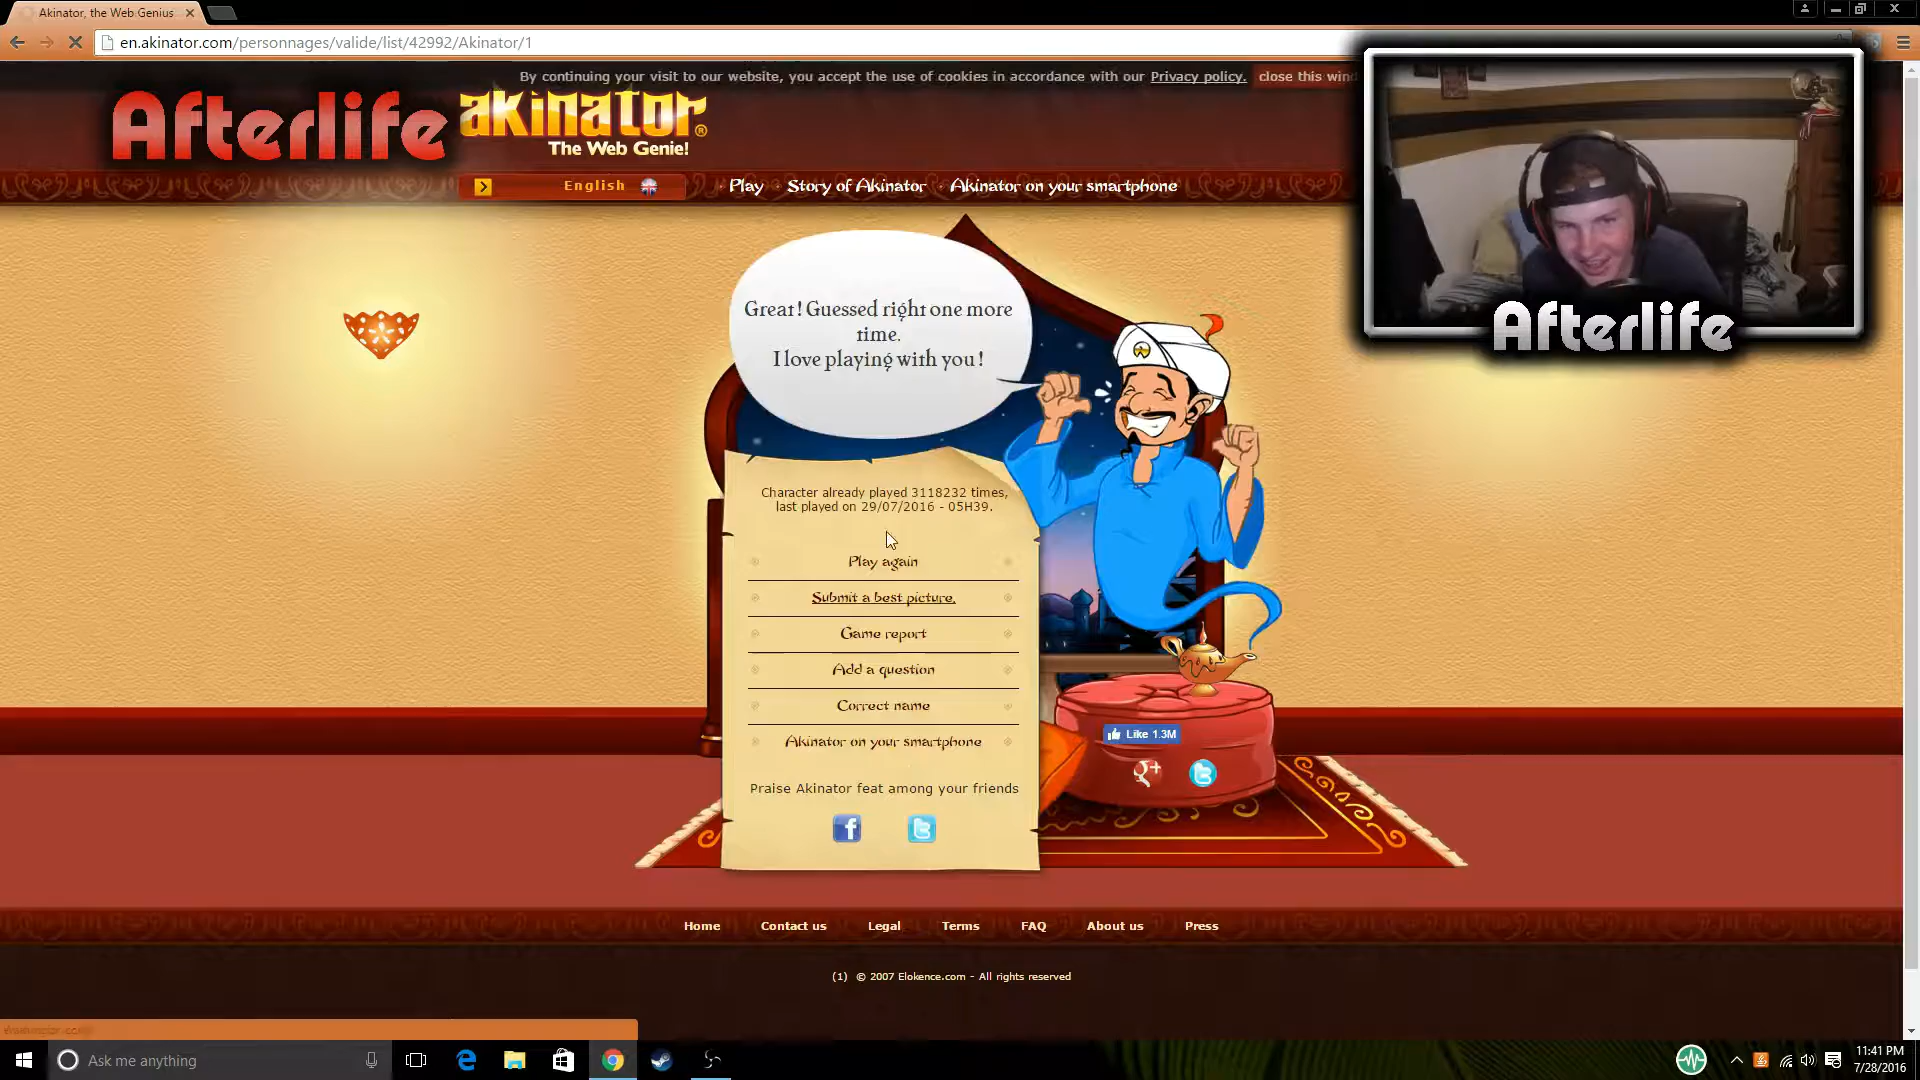 Akinator, the Web Genius
en.akinator.com/personnages/valide/list/42992/Akinator/1
By continuing your visit to our website, you accept the use of cookies in accordance with our Privacy policy. close this wind
Afterlife
akinator®
The Web Genie!
English
Play
Story of Akinator
Akinator on your smartphone
Afterlife
Great! Guessed right one more
time.
I love playing with you!
Character already played 3118232 times,
last played on 29/07/2016 - 05H39.
Play again
Submit a best picture.
Game report
Add a question
Correct name
Akinator on your smartphone
Like 1.3M
Praise Akinator feat among your friends
Home Contact us Legal Terms FAQ About us Press
(1) © 2007 Elokence.com - All rights reserved
Ask me anything
11:41 PM
7/28/2016